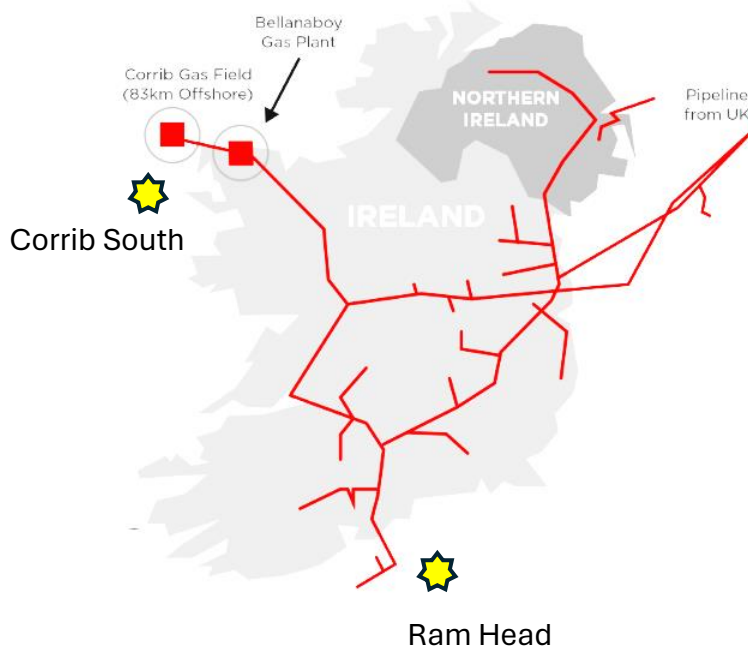 Bellanaboy
Gas Plant
Corrib Gas Field
(83km Offshore)
NORTHERN
IRELAND
Pipeline
from UK
IRELAND
Corrib South
Ram Head